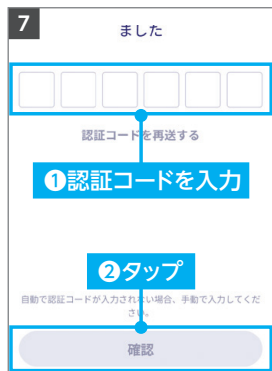 7
ました
認証コードを再送する
❶認証コードを入力
❷タップ
自動で認証コードが入力されない場合、手動で入力してくだ
さい。
確認